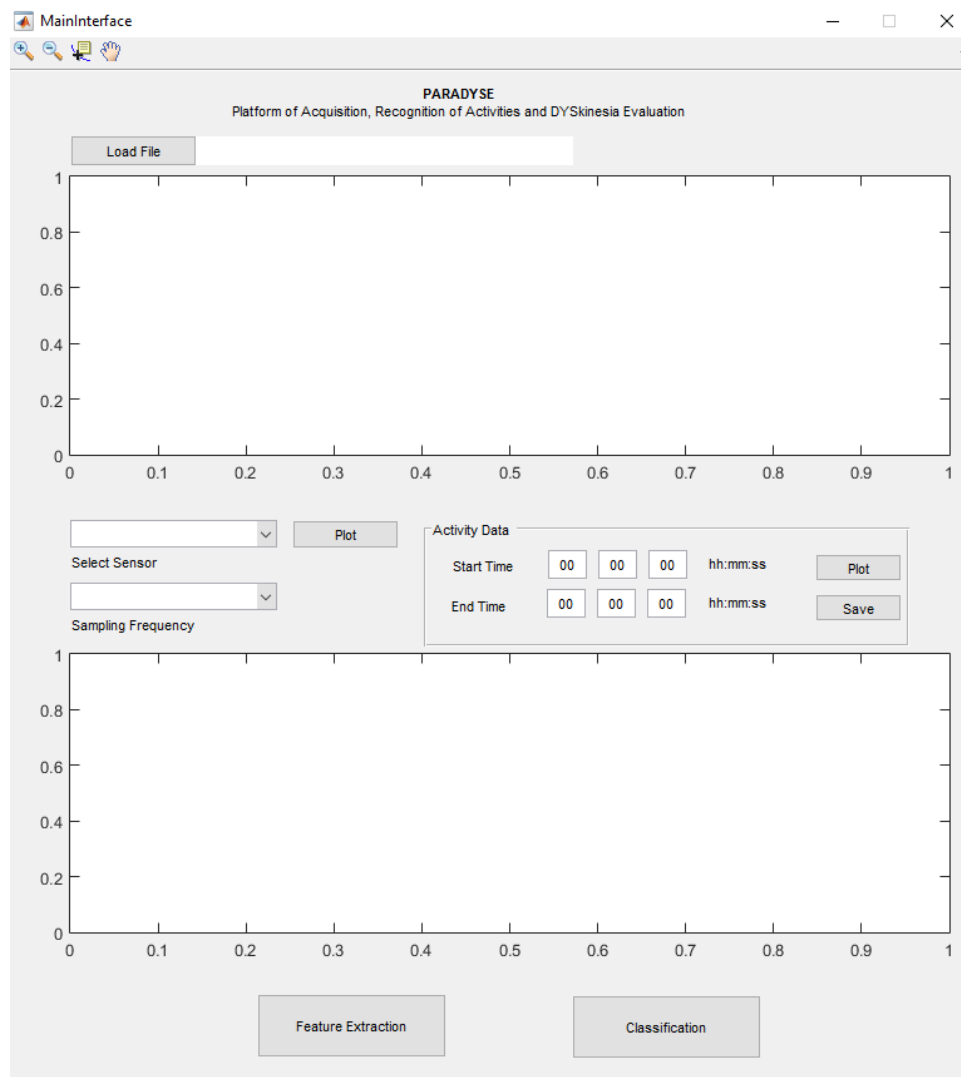 MainInterface
PARADYSE
Platform of Acquisition, Recognition of Activities and DYSkinesia Evaluation
Load File
1
0.8
0.6
0.4
0.2
0
0 0.1 0.2 0.3 0.4 0.5 0.6 0.7 0.8 0.9 1
Plot
Select Sensor
Sampling Frequency
Activity Data
Start Time 00 00 00 hh:mm:ss Plot
End Time 00 00 00 hh:mm:ss Save
1
0.8
0.6
0.4
0.2
0
0 0.1 0.2 0.3 0.4 0.5 0.6 0.7 0.8 0.9 1
Feature Extraction Classification